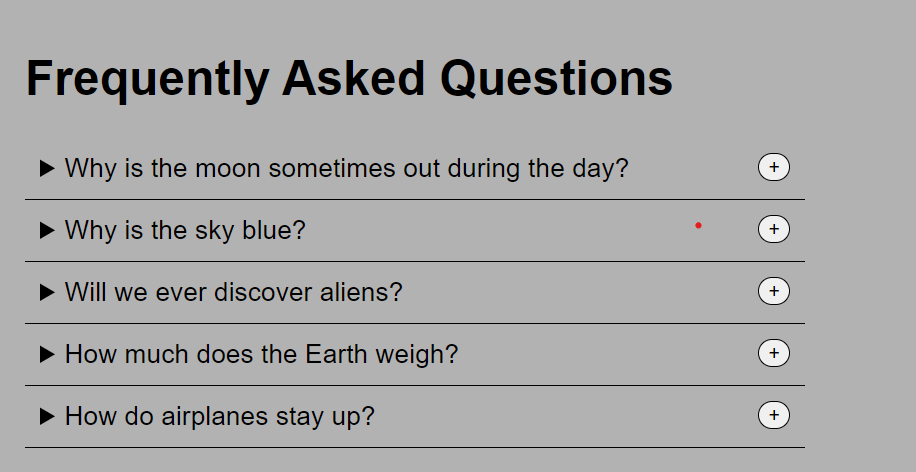 Frequently Asked Questions
▶ Why is the moon sometimes out during the day? +
▶ Why is the sky blue? +
▶ Will we ever discover aliens? +
▶ How much does the Earth weigh? +
▶ How do airplanes stay up? +